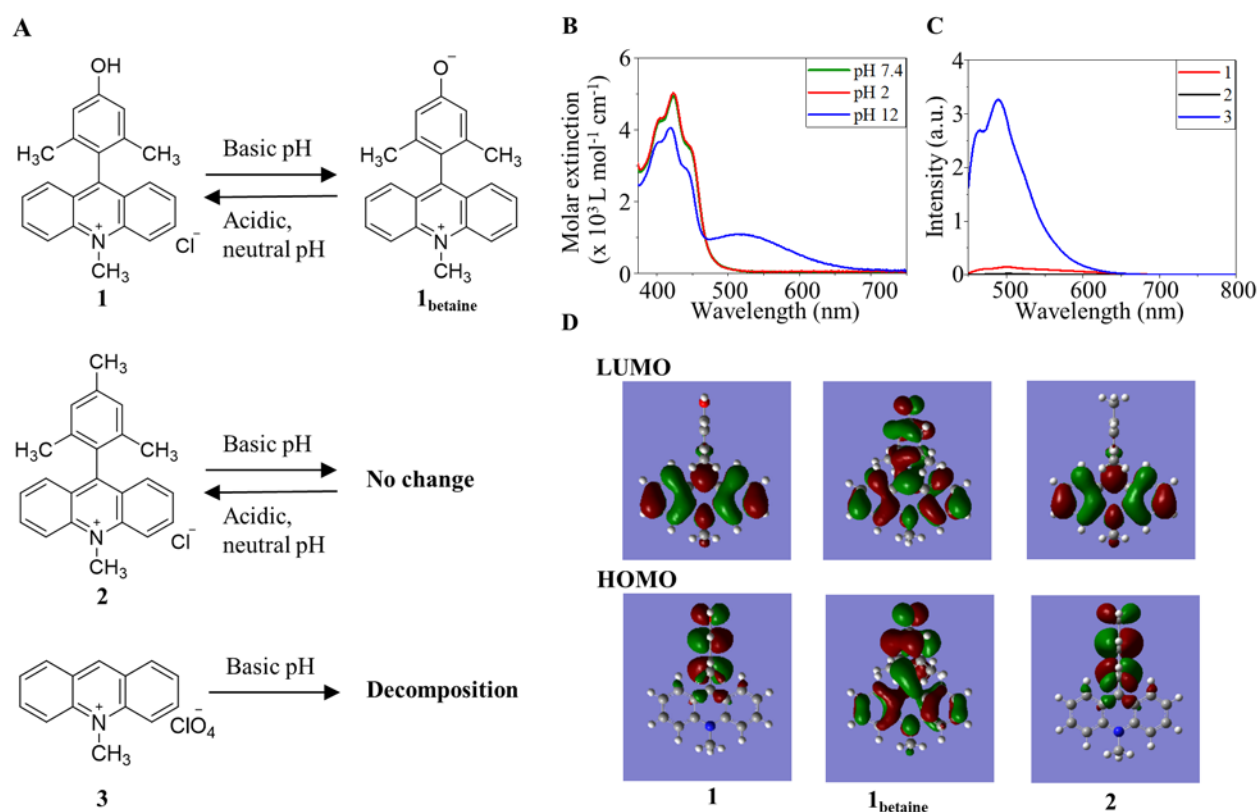 A
OH
CH₃
CH₃
N⁺
CH₃
Cl⁻
1
Basic pH
Acidic,
neutral pH
O⁻
CH₃
CH₃
N⁺
CH₃
1betaine
CH₃
CH₃
CH₃
N⁺
CH₃
Cl⁻
2
Basic pH
Acidic,
neutral pH
No change
N⁺
CH₃
ClO₄⁻
3
Basic pH
Decomposition
B
Molar extinction
(x 10³ L mol⁻¹ cm⁻¹)
6
4
2
0
400 500 600 700
Wavelength (nm)
pH 7.4
pH 2
pH 12
C
Intensity (a.u.)
4
3
2
1
0
500 600 700 800
Wavelength (nm)
1
2
3
D
LUMO
HOMO
1 1betaine 2